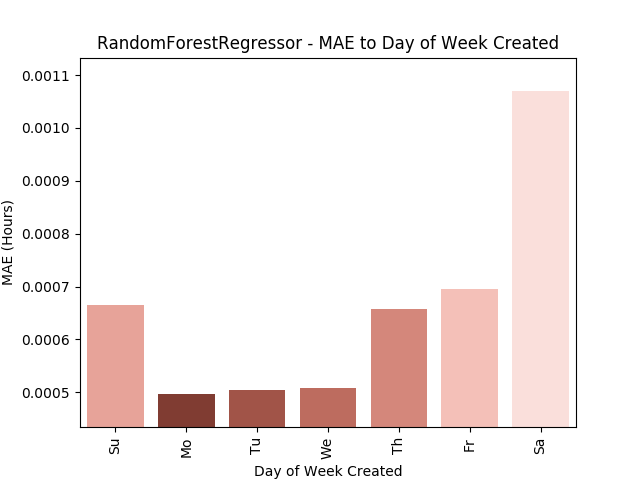 RandomForestRegressor - MAE to Day of Week Created
0.0011
0.0010
0.0009
0.0008
0.0007
0.0006
0.0005
MAE (Hours)
Su
Mo
Tu
We
Th
Fr
Sa
Day of Week Created